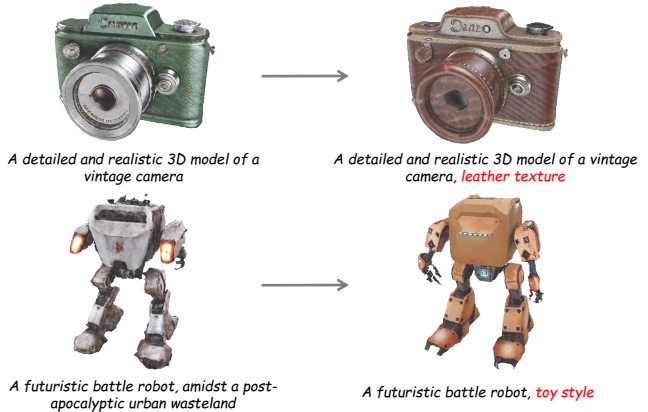 A detailed and realistic 3D model of a
vintage camera
A detailed and realistic 3D model of a vintage
camera, leather texture
A futuristic battle robot, amidst a post-
apocalyptic urban wasteland
A futuristic battle robot, toy style